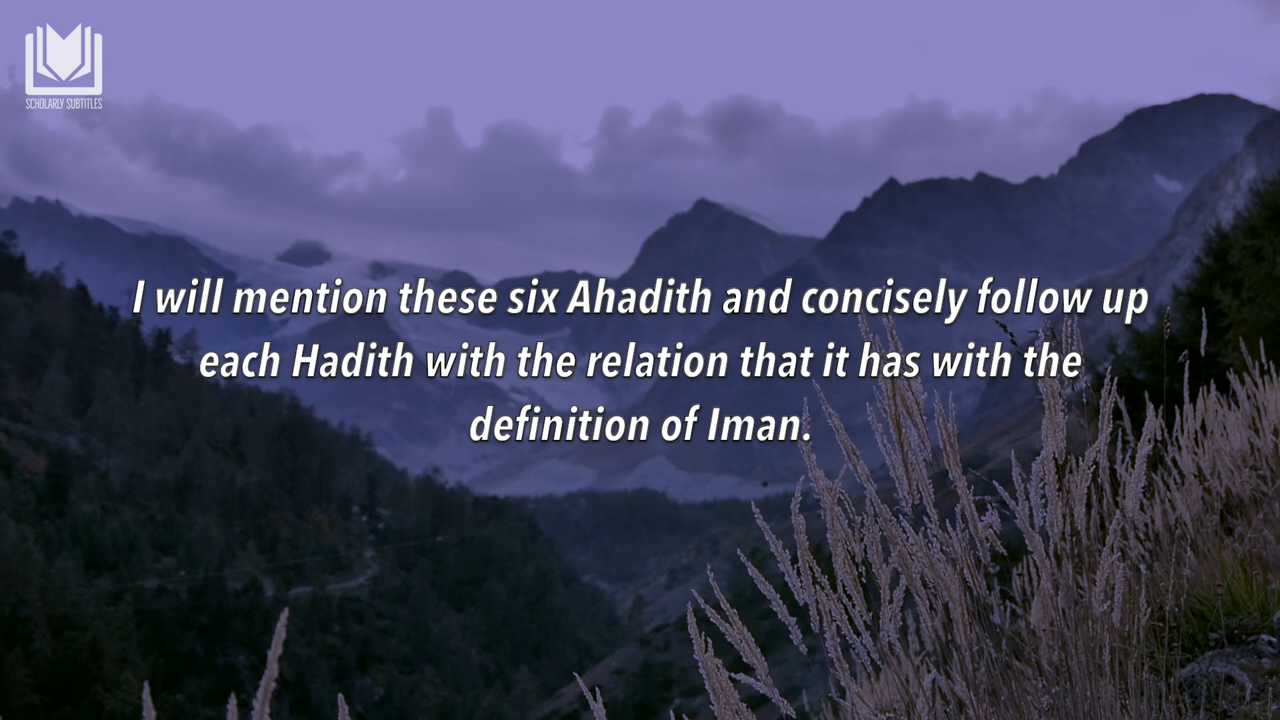 SCHOLARLY SUBTITLES
I will mention these six Ahadith and concisely follow up
each Hadith with the relation that it has with the
definition of Iman.